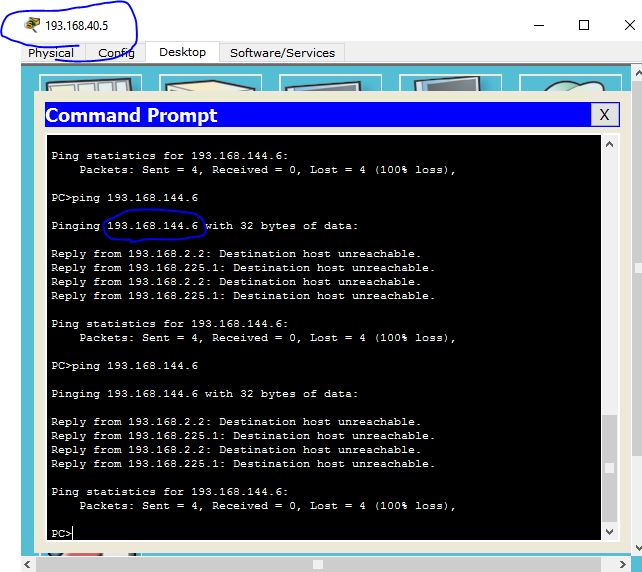 193.168.40.5
Physical Config Desktop Software/Services
Command Prompt X
Ping statistics for 193.168.144.6:
Packets: Sent = 4, Received = 0, Lost = 4 (100% loss),
PC>ping 193.168.144.6
Pinging 193.168.144.6 with 32 bytes of data:
Reply from 193.168.2.2: Destination host unreachable.
Reply from 193.168.225.1: Destination host unreachable.
Reply from 193.168.2.2: Destination host unreachable.
Reply from 193.168.225.1: Destination host unreachable.
Ping statistics for 193.168.144.6:
Packets: Sent = 4, Received = 0, Lost = 4 (100% loss),
PC>ping 193.168.144.6
Pinging 193.168.144.6 with 32 bytes of data:
Reply from 193.168.2.2: Destination host unreachable.
Reply from 193.168.225.1: Destination host unreachable.
Reply from 193.168.2.2: Destination host unreachable.
Reply from 193.168.225.1: Destination host unreachable.
Ping statistics for 193.168.144.6:
Packets: Sent = 4, Received = 0, Lost = 4 (100% loss),
PC>